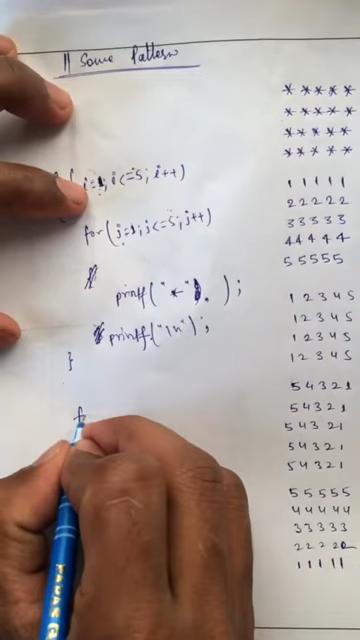 || Some Pattern
i=1; i<=5; i++)
for(j=1; j<=5; j++)
printf("*");
printf("\n");
}
f
* * * * *
* * * * *
* * * * *
* * * * *
1 1 1 1 1
2 2 2 2 2
3 3 3 3 3
4 4 4 4 4
5 5 5 5 5
1 2 3 4 5
1 2 3 4 5
1 2 3 4 5
1 2 3 4 5
5 4 3 2 1
5 4 3 2 1
5 4 3 2 1
5 4 3 2 1
5 4 3 2 1
5 5 5 5 5
4 4 4 4 4
3 3 3 3 3
2 2 2 2 2
1 1 1 1 1